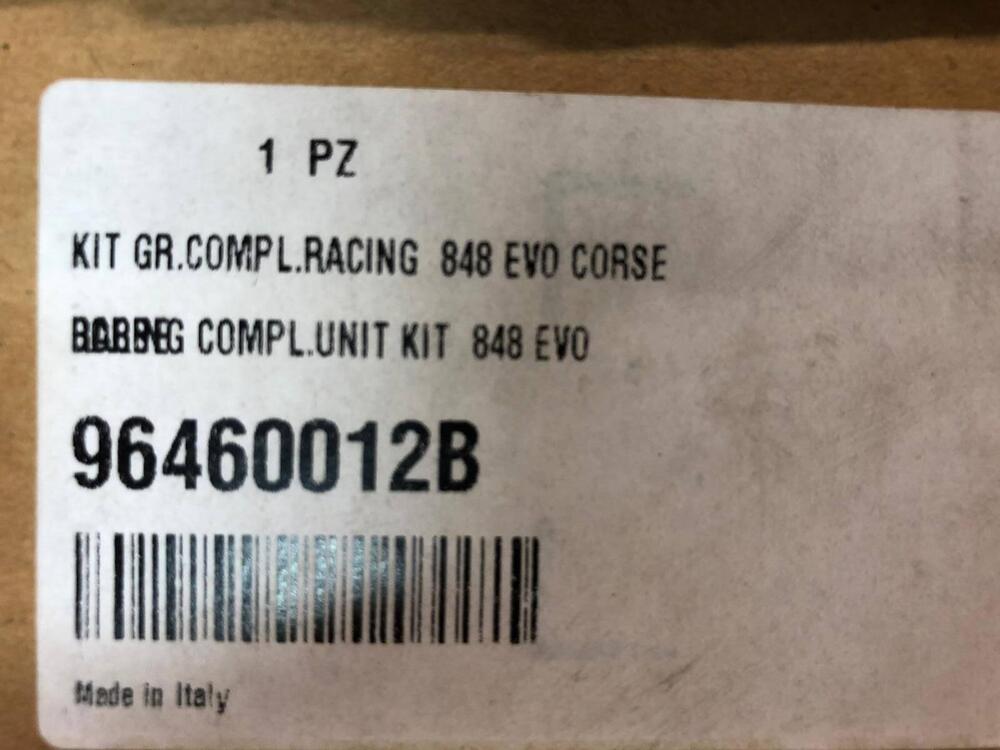 1 PZ
KIT GR.COMPL.RACING 848 EVO CORSE
COMPL.UNIT KIT 848 EVO
96460012B
Made in Italy